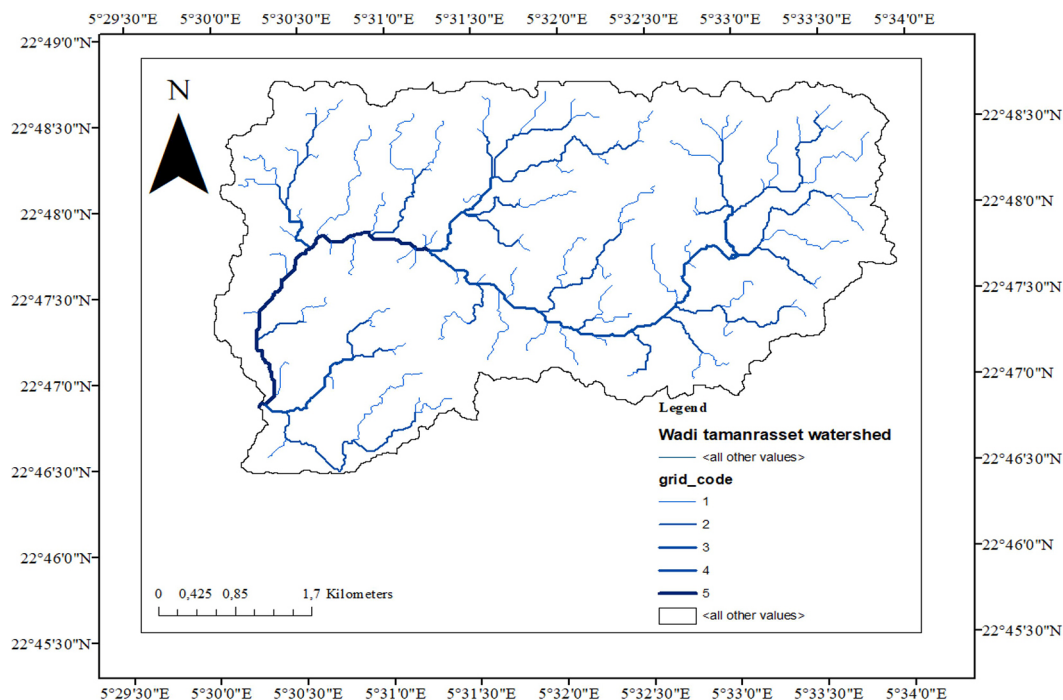 5°29'30"E 5°30'0"E 5°30'30"E 5°31'0"E 5°31'30"E 5°32'0"E 5°32'30"E 5°33'0"E 5°33'30"E 5°34'0"E
22°49'0"N
N
22°48'30"N 22°48'30"N
22°48'0"N 22°48'0"N
22°47'30"N 22°47'30"N
22°47'0"N 22°47'0"N
Legend
Wadi tamanrasset watershed
<all other values>
22°46'30"N 22°46'30"N
grid_code
1
2
3
22°46'0"N 22°46'0"N
4
5
0 0,425 0,85 1,7 Kilometers
<all other values>
22°45'30"N 22°45'30"N
5°29'30"E 5°30'0"E 5°30'30"E 5°31'0"E 5°31'30"E 5°32'0"E 5°32'30"E 5°33'0"E 5°33'30"E 5°34'0"E